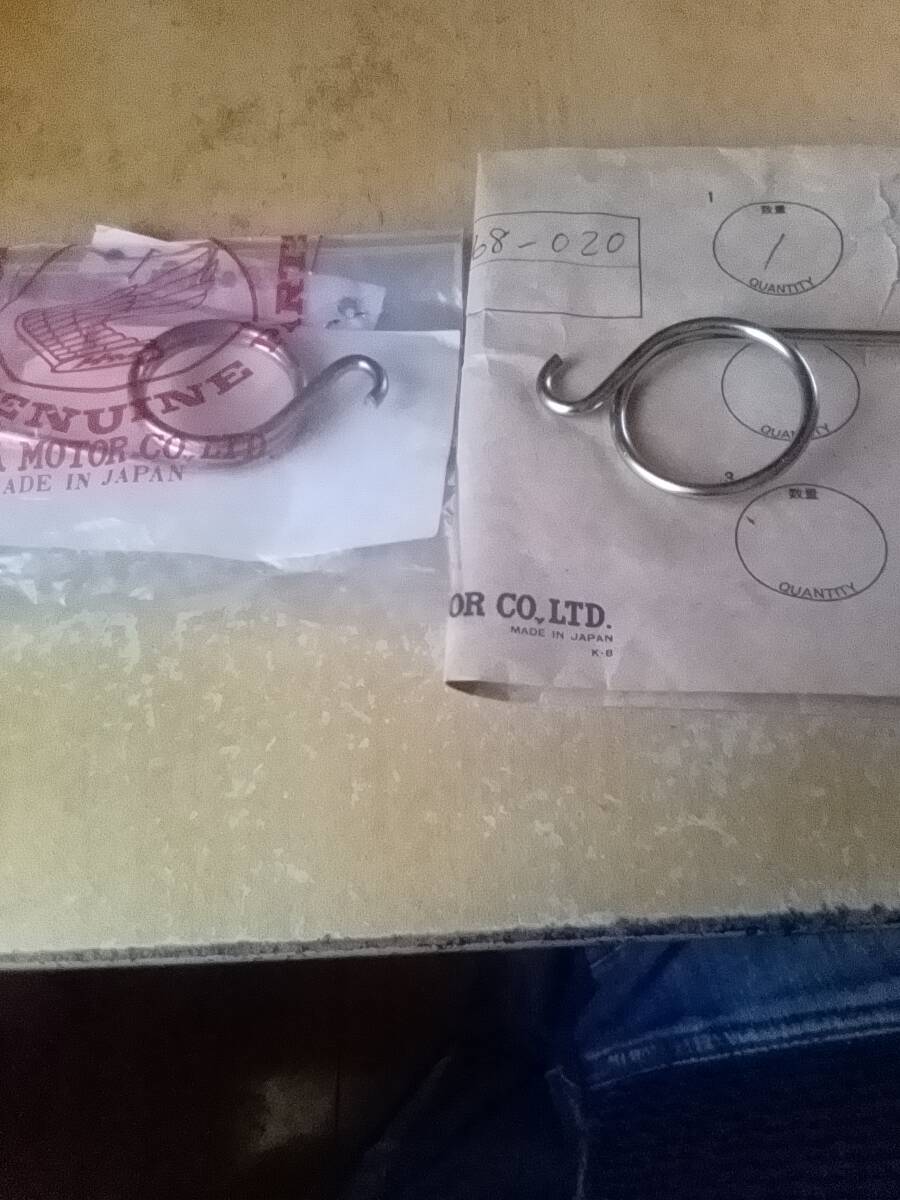 GENUINE PARTS
MOTOR CO., LTD.
MADE IN JAPAN
68-020
1
数量
/
QUANTITY
QUANTITY
3
数量
QUANTITY
OR CO., LTD.
MADE IN JAPAN
K-8